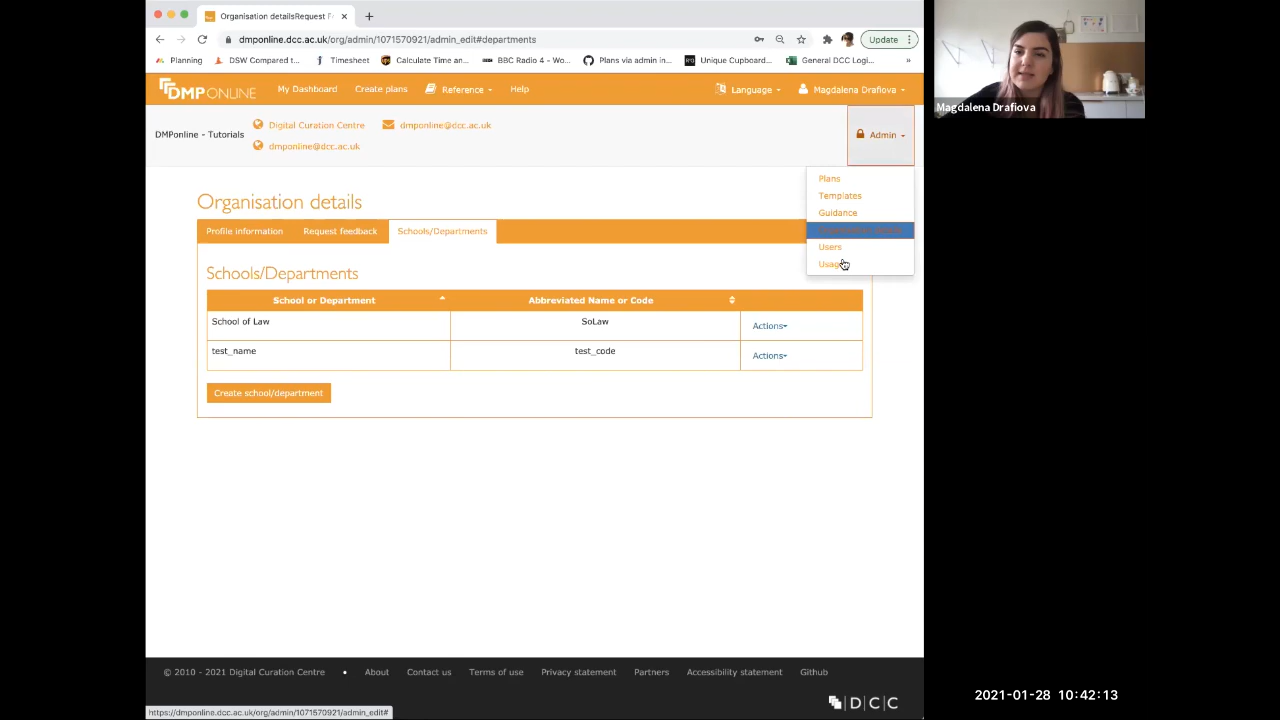 Organisation detailsRequest Fe
dmponline.dcc.ac.uk/org/admin/1071570921/admin_edit#departments
Update
Planning
DSW Compared t...
Timesheet
Calculate Time an...
BBC Radio 4 - Wo...
Plans via admin in...
Unique Cupboard...
General DCC Logi...
»
DMPONLINE
My Dashboard
Create plans
Reference
Help
Language
Magdalena Drafiova
DMPonline - Tutorials
Digital Curation Centre
dmponline@dcc.ac.uk
dmponline@dcc.ac.uk
Admin
Plans
Templates
Guidance
Organisation details
Users
Usage
Organisation details
Profile information
Request feedback
Schools/Departments
Schools/Departments
School or Department
Abbreviated Name or Code
School of Law
SoLaw
Actions
test_name
test_code
Actions
Create school/department
© 2010 - 2021 Digital Curation Centre
•
About
Contact us
Terms of use
Privacy statement
Partners
Accessibility statement
Github
DCC
https://dmponline.dcc.ac.uk/org/admin/1071570921/admin_edit#
Magdalena Drafiova
2021-01-28 10:42:13